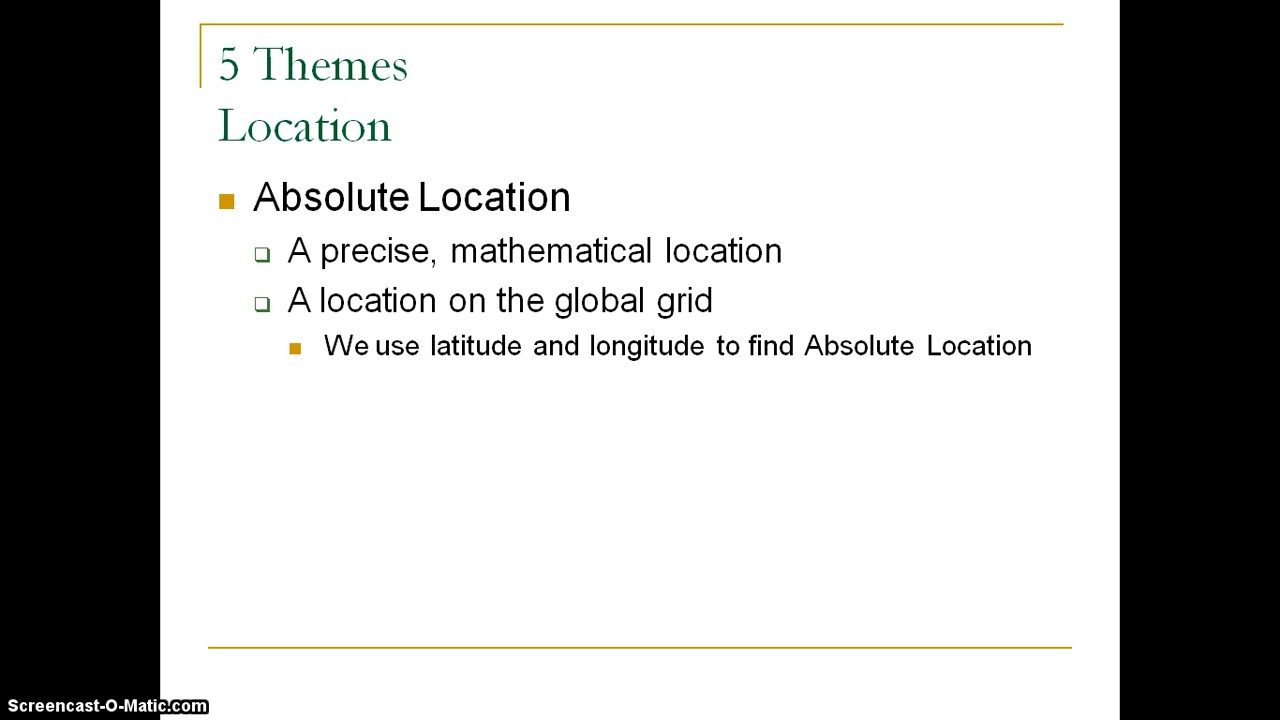 5 Themes
Location
Absolute Location
A precise, mathematical location
A location on the global grid
We use latitude and longitude to find Absolute Location
Screencast-O-Matic.com